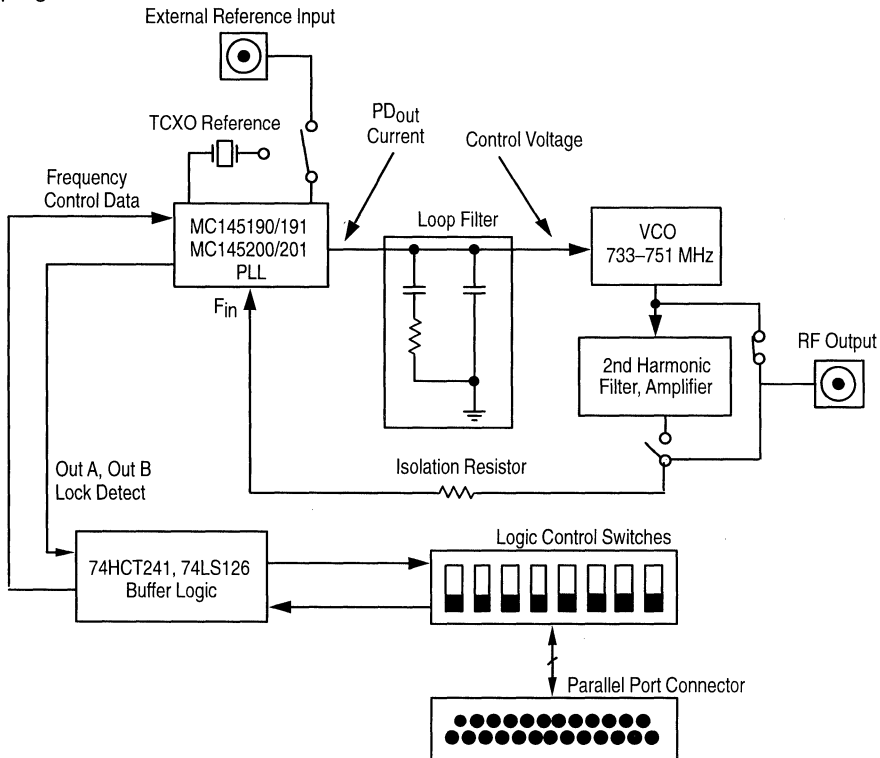 External Reference Input
TCXO Reference
PDout
Current
Control Voltage
Frequency
Control Data
MC145190/191
MC145200/201
PLL
Loop Filter
VCO
733–751 MHz
Fin
2nd Harmonic
Filter, Amplifier
RF Output
Out A, Out B
Lock Detect
Isolation Resistor
74HCT241, 74LS126
Buffer Logic
Logic Control Switches
Parallel Port Connector